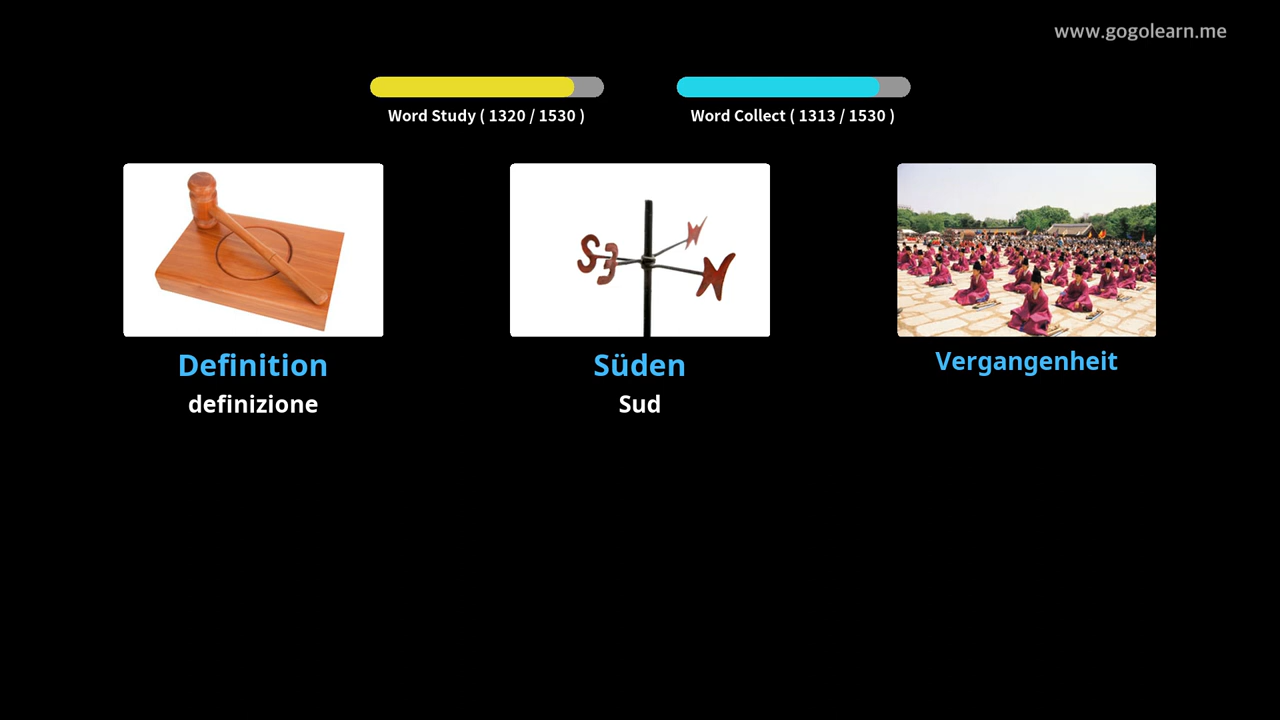 www.gogolearn.me
Word Study ( 1320 / 1530 )
Word Collect ( 1313 / 1530 )
S
E
W
N
Definition
Süden
Vergangenheit
definizione
Sud